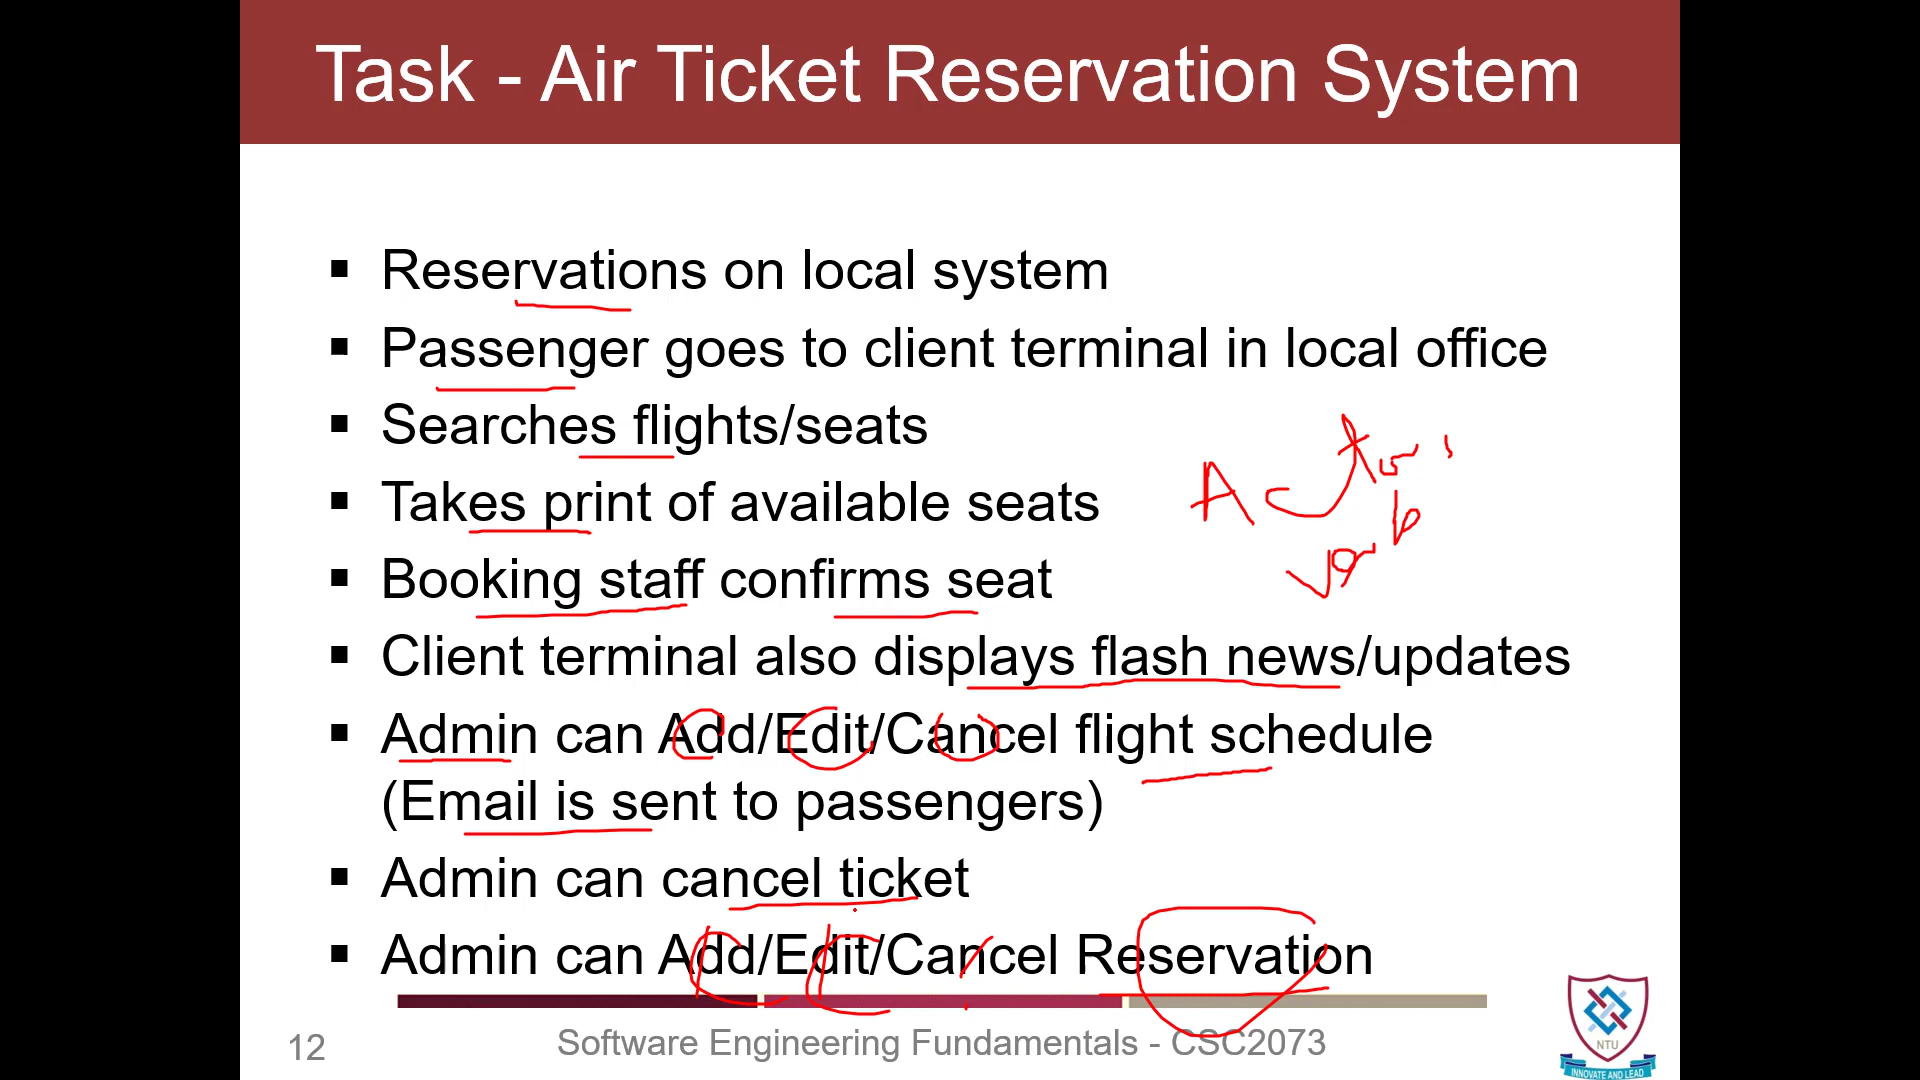 Task - Air Ticket Reservation System
▪ Reservations on local system
▪ Passenger goes to client terminal in local office
▪ Searches flights/seats
▪ Takes print of available seats
▪ Booking staff confirms seat
▪ Client terminal also displays flash news/updates
▪ Admin can Add/Edit/Cancel flight schedule
(Email is sent to passengers)
▪ Admin can cancel ticket
▪ Admin can Add/Edit/Cancel Reservation
Actor
verb
12
Software Engineering Fundamentals - CSC2073
NTU
INNOVATE AND LEAD